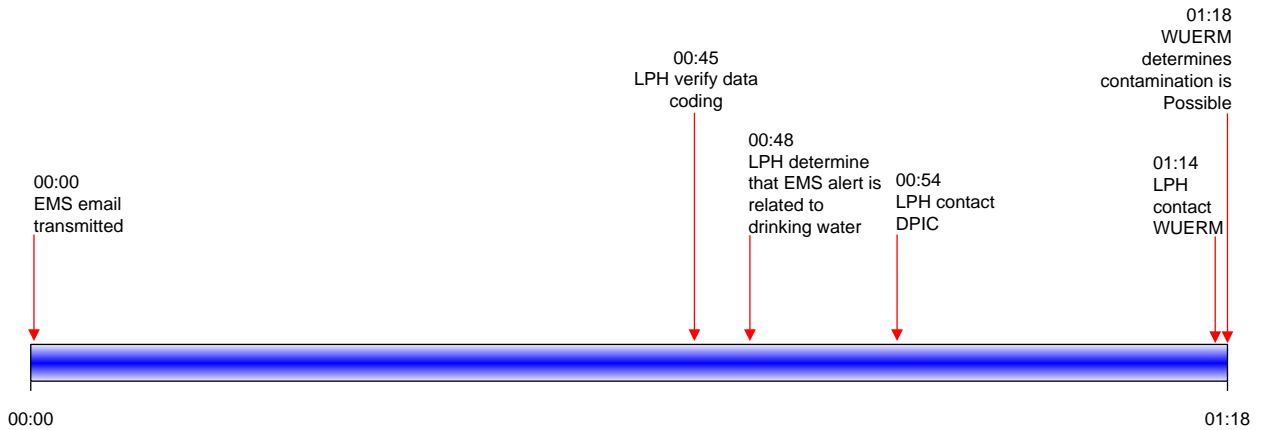 00:00
EMS email
transmitted
00:45
LPH verify data
coding
00:48
LPH determine
that EMS alert is
related to
drinking water
00:54
LPH contact
DPIC
01:14
LPH
contact
WUERM
01:18
WUERM
determines
contamination is
Possible
00:00
01:18